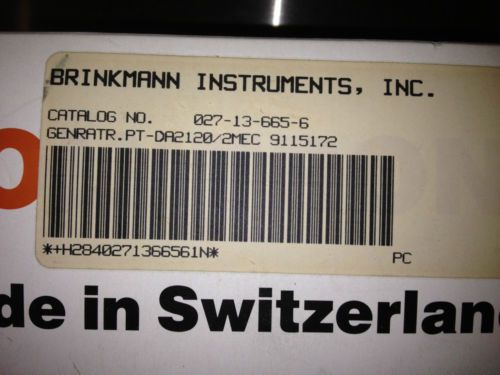 BRINKMANN INSTRUMENTS, INC.
CATALOG NO. 027-13-665-6
GENRATR.PT-DA2120/2MEC 9115172
*+H2840271366561N* PC
de in Switzerlan